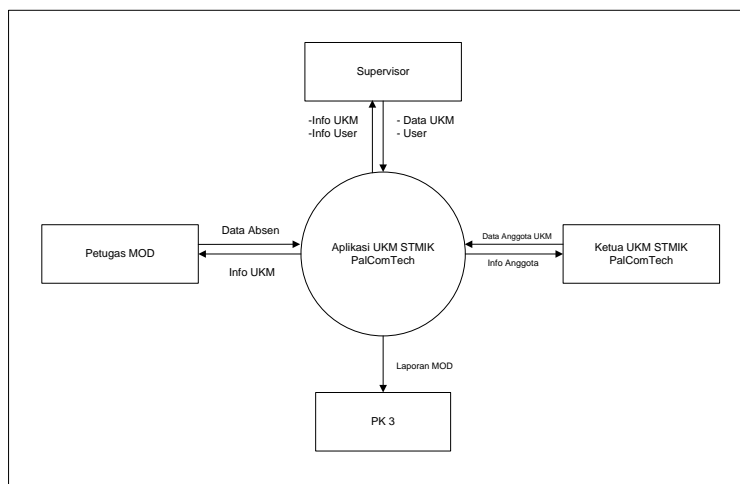 Supervisor
-Info UKM
-Info User
- Data UKM
- User
Data Absen
Petugas MOD
Info UKM
Aplikasi UKM STMIK
PalComTech
Data Anggota UKM
Info Anggota
Ketua UKM STMIK
PalComTech
Laporan MOD
PK 3